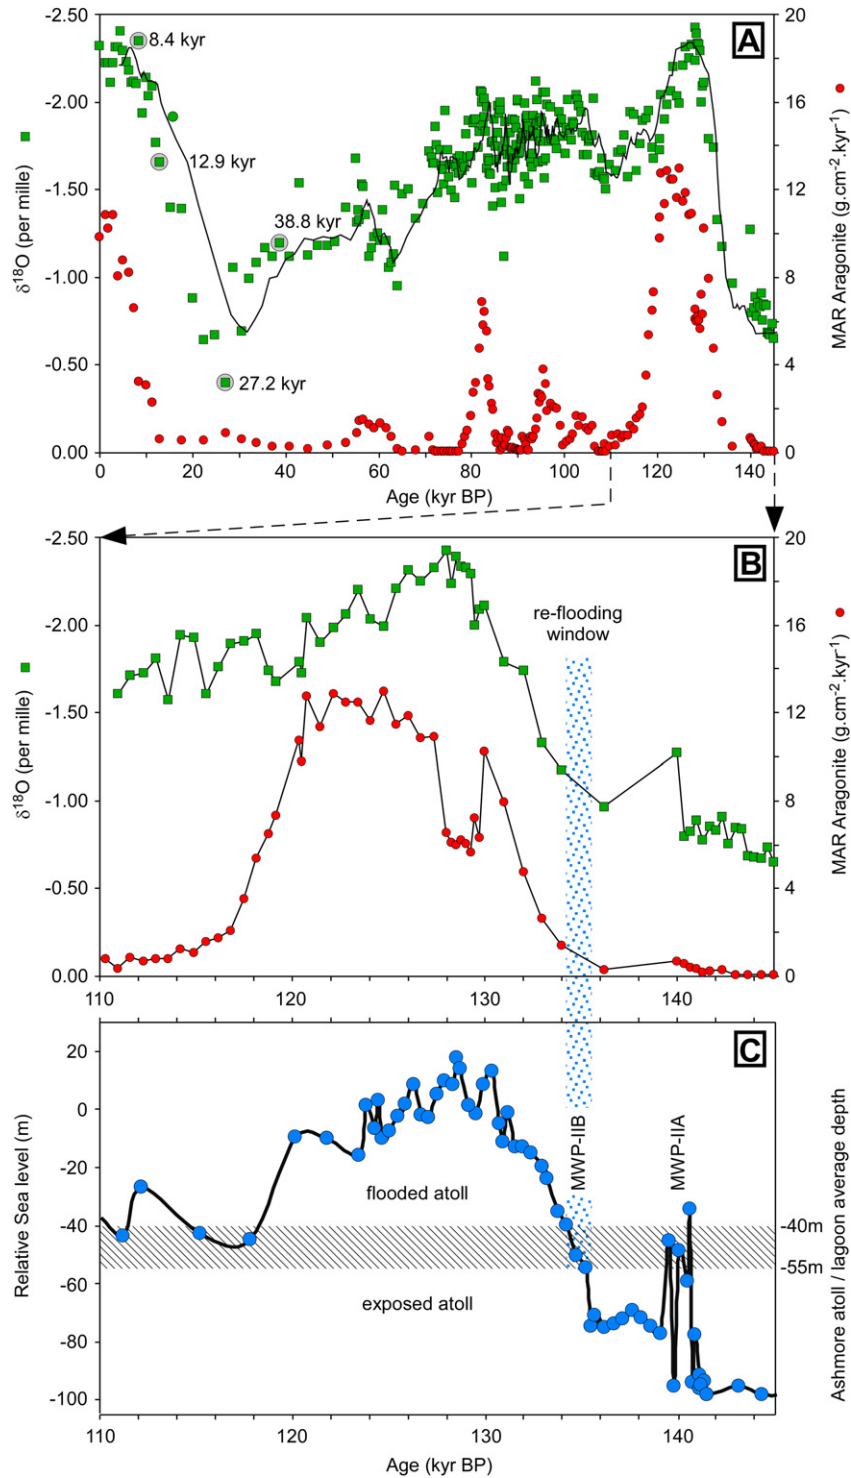 A
-2.50
-2.00
-1.50
-1.00
-0.50
0.00
δ18O (per mille)
20
16
12
8
4
0
MAR Aragonite (g.cm-2.kyr-1)
8.4 kyr
12.9 kyr
38.8 kyr
27.2 kyr
0
20
40
60
80
100
120
140
Age (kyr BP)
B
-2.50
-2.00
-1.50
-1.00
-0.50
0.00
δ18O (per mille)
20
16
12
8
4
0
MAR Aragonite (g.cm-2.kyr-1)
re-flooding
window
110
120
130
140
C
20
0
-20
-40
-60
-80
-100
Relative Sea level (m)
MWP-IIB
MWP-IIA
flooded atoll
exposed atoll
-40m
-55m
Ashmore atoll / lagoon average depth
110
120
130
140
Age (kyr BP)